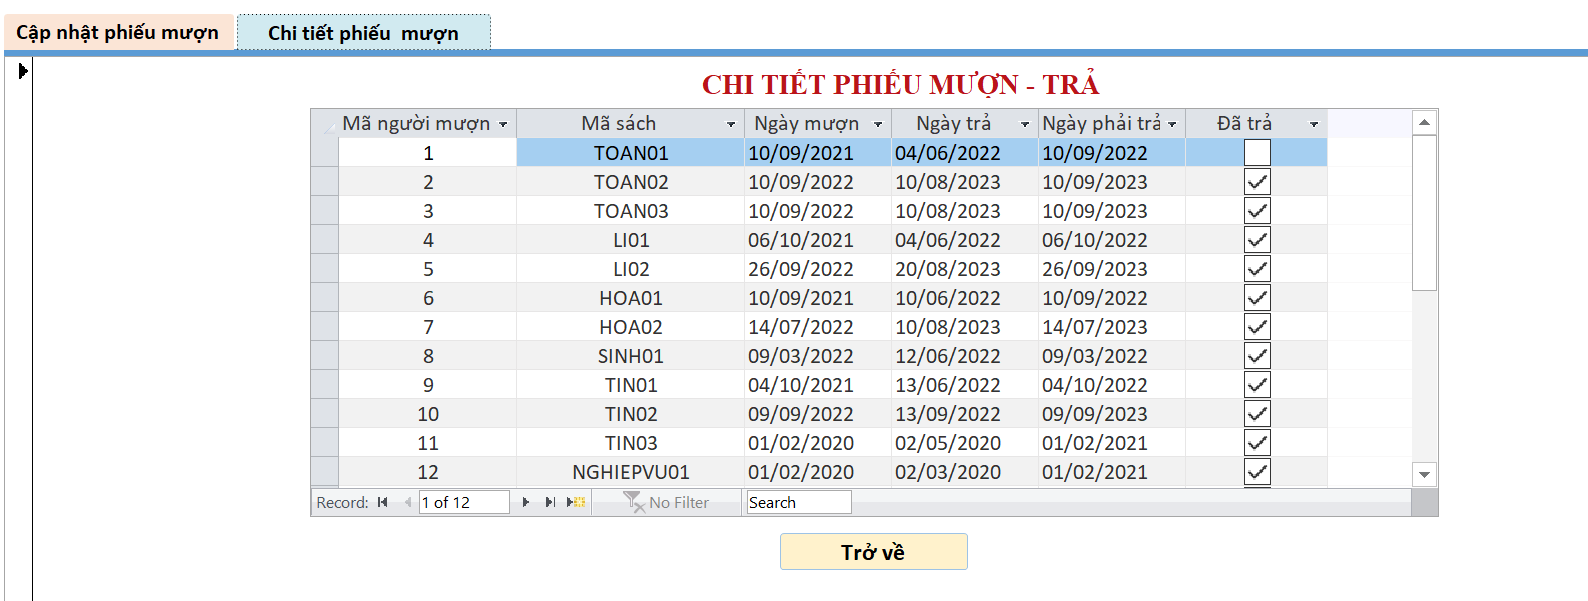 Cập nhật phiếu mượn Chi tiết phiếu mượn
CHI TIẾT PHIẾU MƯỢN - TRẢ
Mã người mượn Mã sách Ngày mượn Ngày trả Ngày phải trả Đã trả
1 TOAN01 10/09/2021 04/06/2022 10/09/2022
2 TOAN02 10/09/2022 10/08/2023 10/09/2023
3 TOAN03 10/09/2022 10/08/2023 10/09/2023
4 LI01 06/10/2021 04/06/2022 06/10/2022
5 LI02 26/09/2022 20/08/2023 26/09/2023
6 HOA01 10/09/2021 10/06/2022 10/09/2022
7 HOA02 14/07/2022 10/08/2023 14/07/2023
8 SINH01 09/03/2022 12/06/2022 09/03/2022
9 TIN01 04/10/2021 13/06/2022 04/10/2022
10 TIN02 09/09/2022 13/09/2022 09/09/2023
11 TIN03 01/02/2020 02/05/2020 01/02/2021
12 NGHIEPVU01 01/02/2020 02/03/2020 01/02/2021
Record: 1 of 12 No Filter Search
Trở về